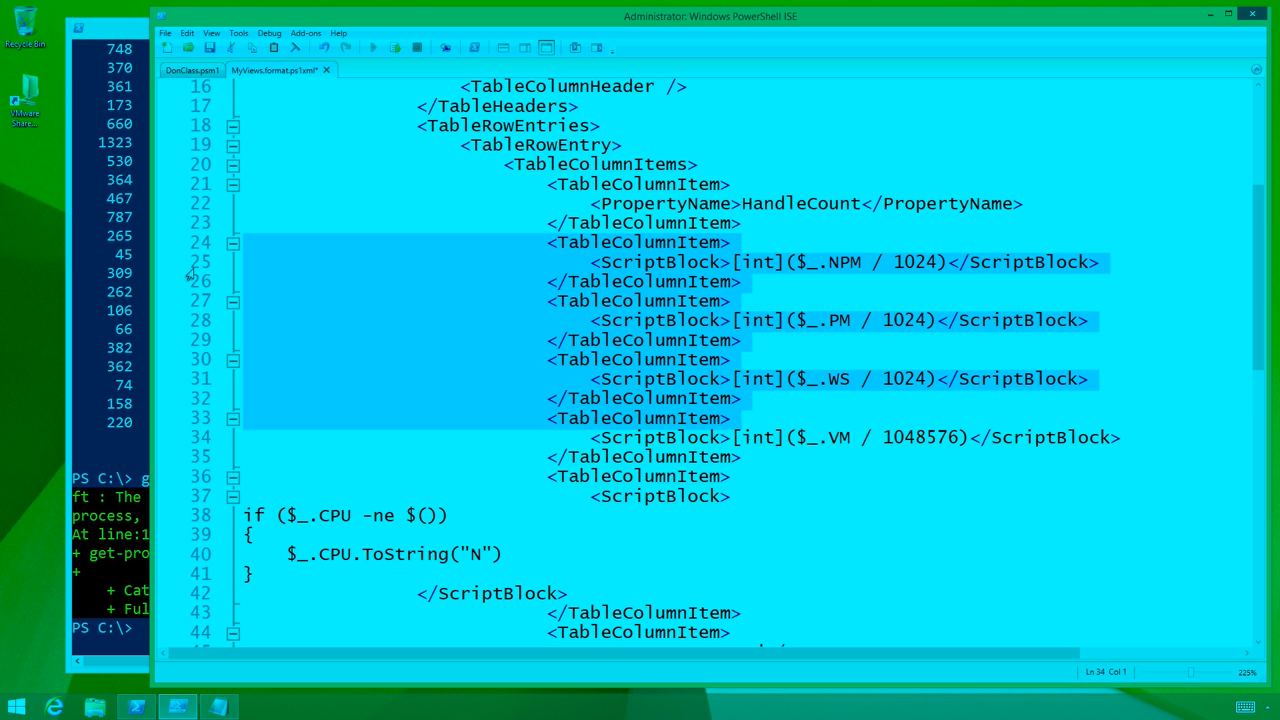 Administrator: Windows PowerShell ISE
Recycle Bin
VMware
Share...
File Edit View Tools Debug Add-ons Help
DonClass.psm1 MyViews.format.ps1xml*
748
370
361
173
660
1323
530
364
467
787
265
45
309
262
106
66
382
362
74
158
220
PS C:\> g
ft : The
process,
At line:1
+ get-pro
+
+ Cat
+ Ful
PS C:\>
16 <TableColumnHeader />
17 </TableHeaders>
18 <TableRowEntries>
19 <TableRowEntry>
20 <TableColumnItems>
21 <TableColumnItem>
22 <PropertyName>HandleCount</PropertyName>
23 </TableColumnItem>
24 <TableColumnItem>
25 <ScriptBlock>[int]($_.NPM / 1024)</ScriptBlock>
26 </TableColumnItem>
27 <TableColumnItem>
28 <ScriptBlock>[int]($_.PM / 1024)</ScriptBlock>
29 </TableColumnItem>
30 <TableColumnItem>
31 <ScriptBlock>[int]($_.WS / 1024)</ScriptBlock>
32 </TableColumnItem>
33 <TableColumnItem>
34 <ScriptBlock>[int]($_.VM / 1048576)</ScriptBlock>
35 </TableColumnItem>
36 <TableColumnItem>
37 <ScriptBlock>
38 if ($_.CPU -ne $())
39 {
40 $_.CPU.ToString("N")
41 }
42 </ScriptBlock>
43 </TableColumnItem>
44 <TableColumnItem>
Ln 34 Col 1
225%